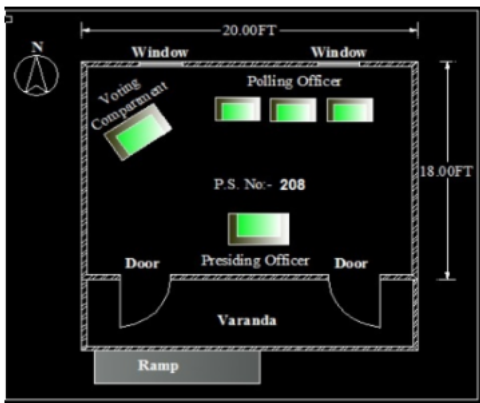 20.00FT
N
Window
Window
Voting
Compartment
Polling Officer
18.00FT
P.S. No:- 208
Door
Presiding Officer
Door
Varanda
Ramp